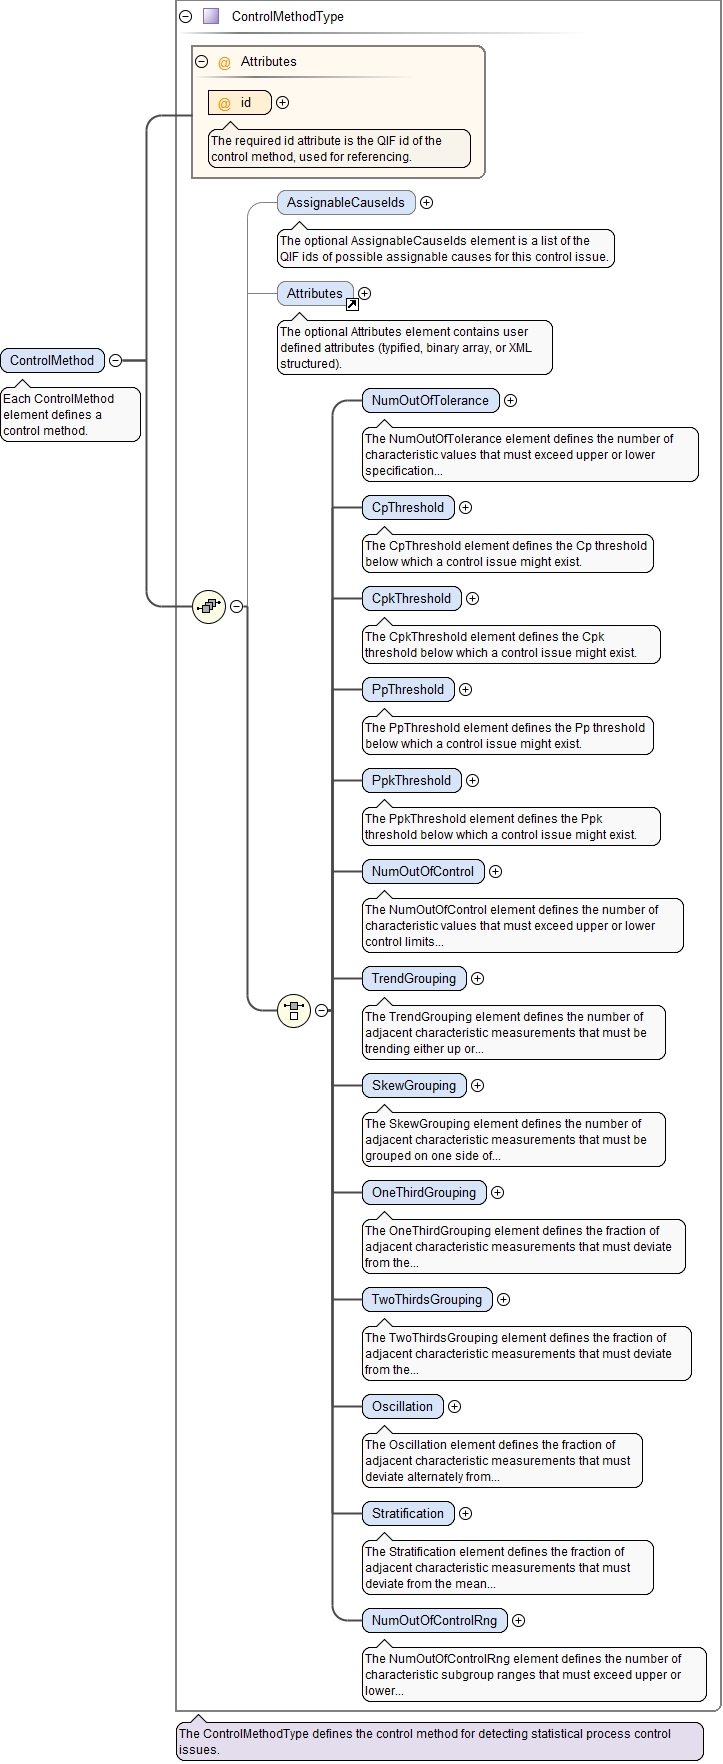 ControlMethodType
@ Attributes
@ id
The required id attribute is the QIF id of the
control method, used for referencing.
AssignableCauseIds
The optional AssignableCauseIds element is a list of the
QIF ids of possible assignable causes for this control issue.
Attributes
The optional Attributes element contains user
defined attributes (typified, binary array, or XML
structured).
ControlMethod
Each ControlMethod
element defines a
control method.
NumOutOfTolerance
The NumOutOfTolerance element defines the number of
characteristic values that must exceed upper or lower
specification...
CpThreshold
The CpThreshold element defines the Cp threshold
below which a control issue might exist.
CpkThreshold
The CpkThreshold element defines the Cpk
threshold below which a control issue might exist.
PpThreshold
The PpThreshold element defines the Pp threshold
below which a control issue might exist.
PpkThreshold
The PpkThreshold element defines the Ppk
threshold below which a control issue might exist.
NumOutOfControl
The NumOutOfControl element defines the number of
characteristic values that must exceed upper or lower
control limits...
TrendGrouping
The TrendGrouping element defines the number of
adjacent characteristic measurements that must be
trending either up or...
SkewGrouping
The SkewGrouping element defines the number of
adjacent characteristic measurements that must be
grouped on one side of...
OneThirdGrouping
The OneThirdGrouping element defines the fraction of
adjacent characteristic measurements that must deviate
from the...
TwoThirdsGrouping
The TwoThirdsGrouping element defines the fraction of
adjacent characteristic measurements that must deviate
from the...
Oscillation
The Oscillation element defines the fraction of
adjacent characteristic measurements that must
deviate alternately from...
Stratification
The Stratification element defines the fraction of
adjacent characteristic measurements that must
deviate from the mean...
NumOutOfControlRng
The NumOutOfControlRng element defines the number of
characteristic subgroup ranges that must exceed upper or
lower...
The ControlMethodType defines the control method for detecting statistical process control
issues.